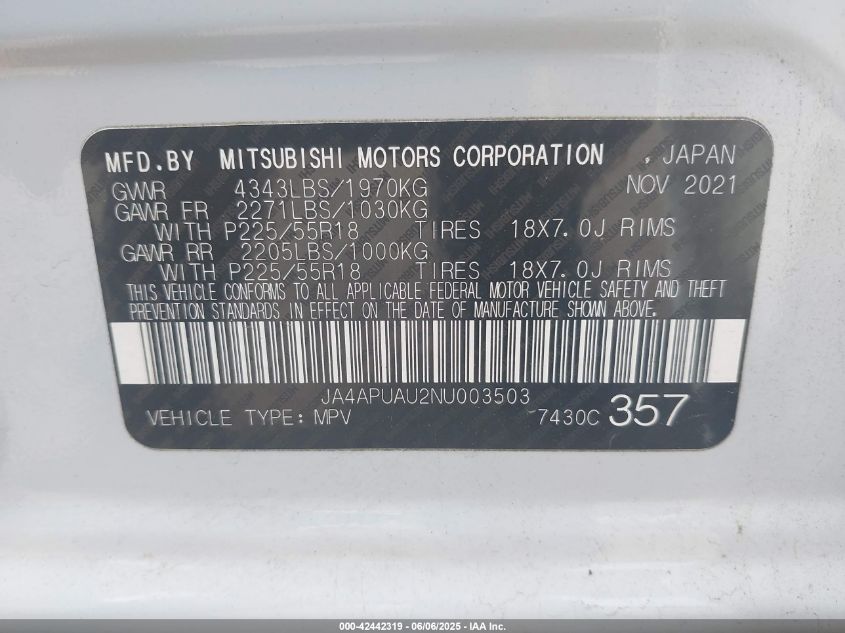 MFD.BY MITSUBISHI MOTORS CORPORATION , JAPAN
GVWR 4343LBS/1970KG NOV 2021
GAWR FR 2271LBS/1030KG
WITH P225/55R18 TIRES 18X7.0J RIMS
GAWR RR 2205LBS/1000KG
WITH P225/55R18 TIRES 18X7.0J RIMS
THIS VEHICLE CONFORMS TO ALL APPLICABLE FEDERAL MOTOR VEHICLE SAFETY AND THEFT
PREVENTION STANDARDS IN EFFECT ON THE DATE OF MANUFACTURE SHOWN ABOVE.
JA4APUAU2NU003503
VEHICLE TYPE: MPV 7430C 357
000-42442319 - 06/06/2025 - IAA Inc.